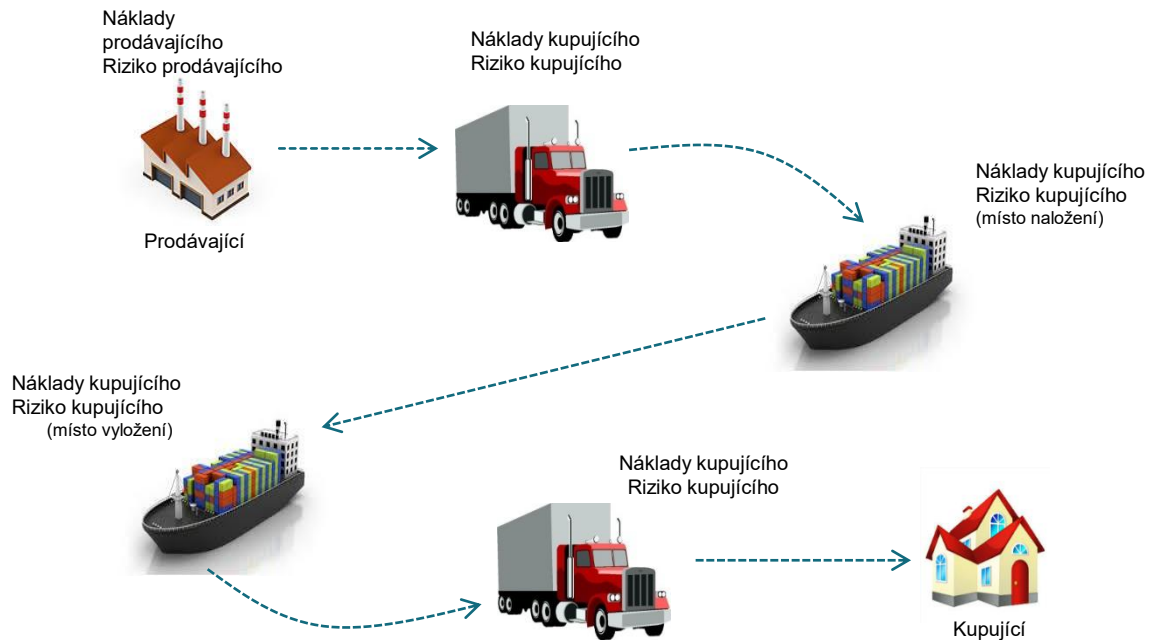 Náklady
prodávajícího
Riziko prodávajícího
Náklady kupujícího
Riziko kupujícího
Náklady kupujícího
Riziko kupujícího
(místo naložení)
Prodávající
Náklady kupujícího
Riziko kupujícího
(místo vyložení)
Náklady kupujícího
Riziko kupujícího
Kupující